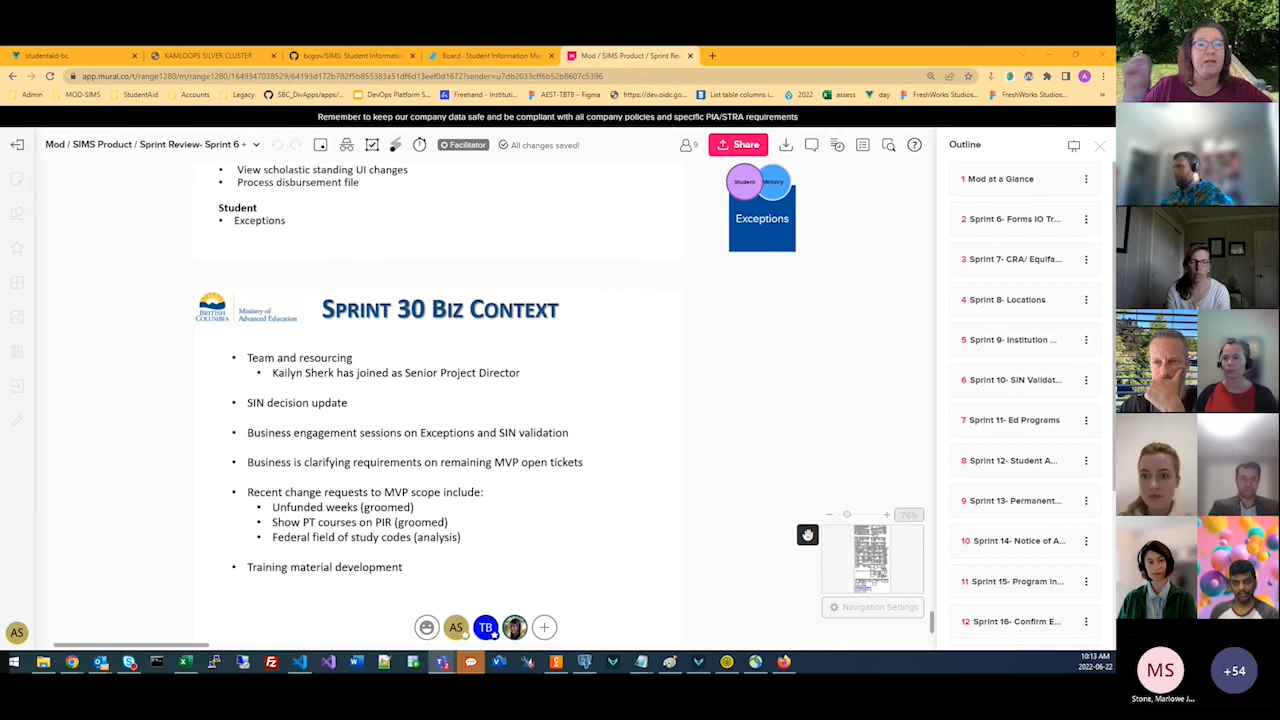 studentaid-bc
KAMLOOPS SILVER CLUSTER
bcgov/SIMS: Student Informatio
Board - Student Information Ma
Mod / SIMS Product / Sprint Re
app.mural.co/t/range1280/m/range1280/1649347038529/64193d172b782f5b855383a51df6d13eef0d1672?sender=u7db2033cff6b52b8607c5396
Admin
MOD-SIMS
StudentAid
Accounts
Legacy
SBC_DivApps/apps/...
DevOps Platform S...
Freehand - Instituti...
AEST-TBTB – Figma
https://dev.oidc.go...
List table columns i...
2022
assess
day
FreshWorks Studios...
FreshWorks Studios...
Remember to keep our company data safe and be compliant with all company policies and specific PIA/STRA requirements
Mod / SIMS Product / Sprint Review- Sprint 6 +
Facilitator
All changes saved!
9
Share
Outline
• View scholastic standing UI changes
• Process disbursement file
Student
• Exceptions
Student
Ministry
Exceptions
BRITISH COLUMBIA
Ministry of
Advanced Education
SPRINT 30 BIZ CONTEXT
• Team and resourcing
• Kailyn Sherk has joined as Senior Project Director
• SIN decision update
• Business engagement sessions on Exceptions and SIN validation
• Business is clarifying requirements on remaining MVP open tickets
• Recent change requests to MVP scope include:
• Unfunded weeks (groomed)
• Show PT courses on PIR (groomed)
• Federal field of study codes (analysis)
• Training material development
76%
Navigation Settings
AS
AS
TB
1 Mod at a Glance
2 Sprint 6- Forms IO Tr...
3 Sprint 7- CRA/ Equifa...
4 Sprint 8- Locations
5 Sprint 9- Institution ...
6 Sprint 10- SIN Validat...
7 Sprint 11- Ed Programs
8 Sprint 12- Student A...
9 Sprint 13- Permanent...
10 Sprint 14- Notice of A...
11 Sprint 15- Program In...
12 Sprint 16- Confirm E...
10:13 AM
2022-06-22
MS
Stone, Marlowe J...
+54